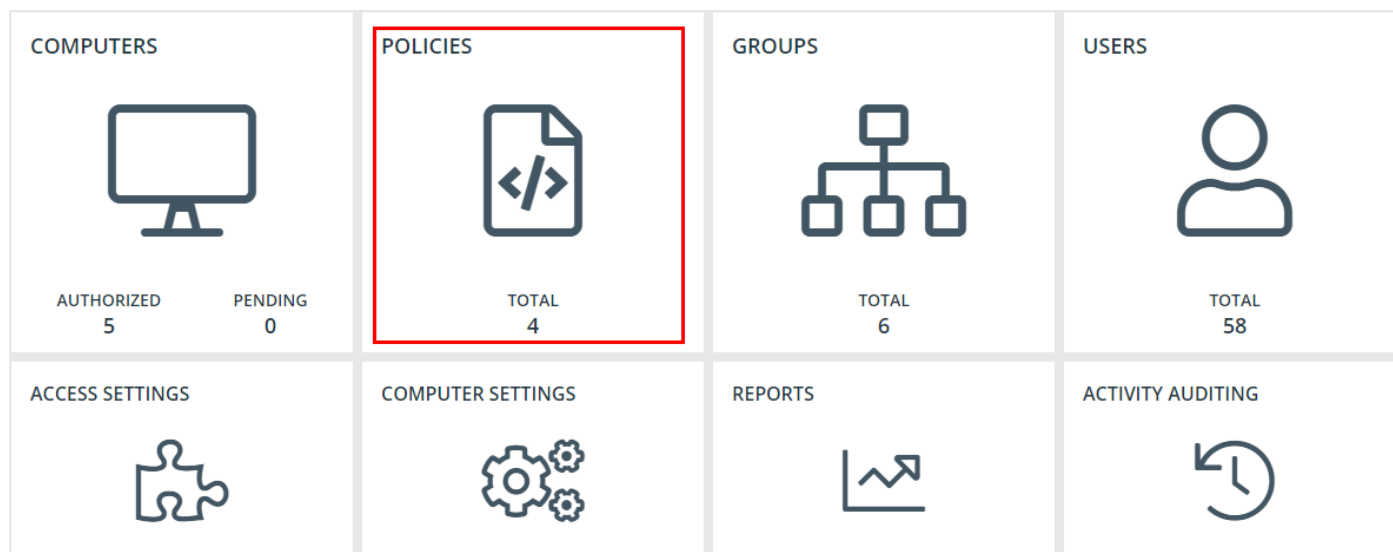 COMPUTERS
AUTHORIZED PENDING
5 0
POLICIES
</>
TOTAL
4
GROUPS
TOTAL
6
USERS
TOTAL
58
ACCESS SETTINGS
COMPUTER SETTINGS
REPORTS
ACTIVITY AUDITING